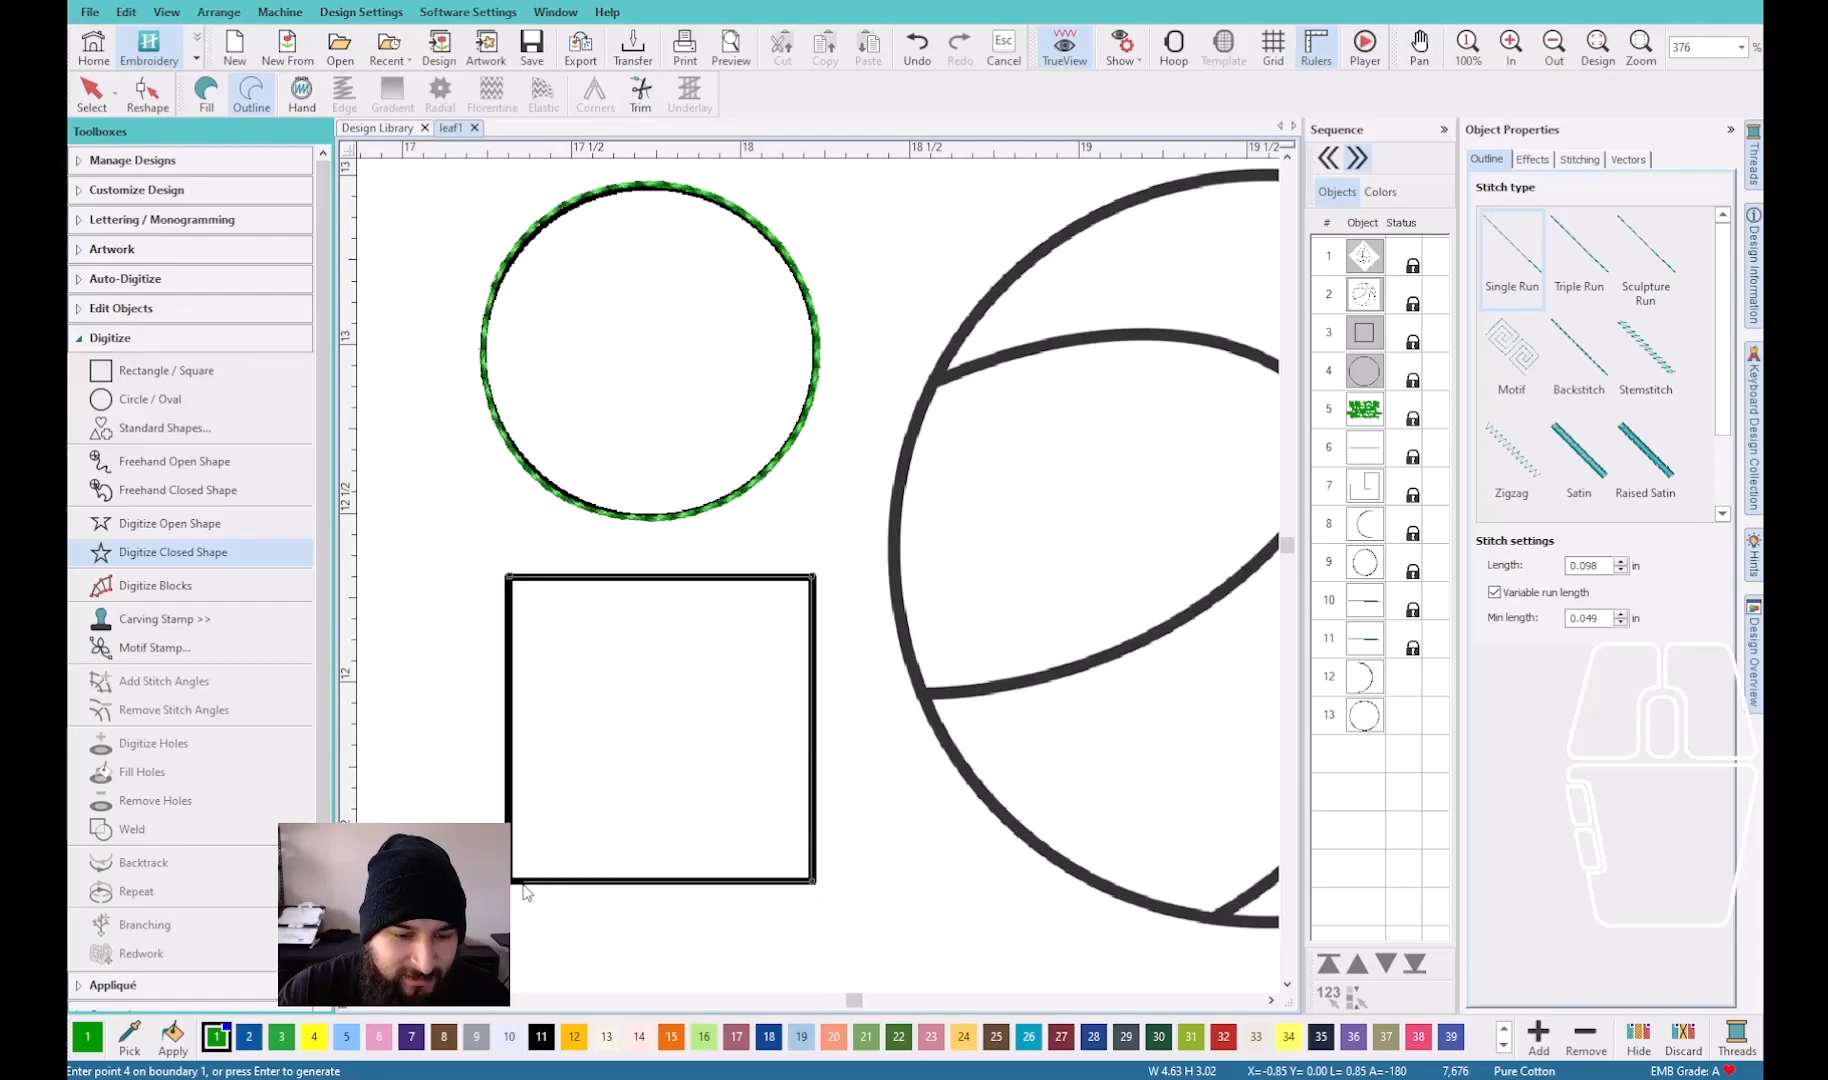 File Edit View Arrange Machine Design Settings Software Settings Window Help
Home Embroidery New New From Open Recent Design Artwork Save Export Transfer Print Preview Cut Copy Paste Undo Redo Esc Cancel TrueView Show Hoop Template Grid Rulers Player Pan 100% In Out Design Zoom 376 %
Select Reshape Fill Outline Hand Edge Gradient Radial Florentine Elastic Corners Trim Underlay
Toolboxes
Manage Designs
Customize Design
Lettering / Monogramming
Artwork
Auto-Digitize
Edit Objects
Digitize
Rectangle / Square
Circle / Oval
Standard Shapes...
Freehand Open Shape
Freehand Closed Shape
Digitize Open Shape
Digitize Closed Shape
Digitize Blocks
Carving Stamp >>
Motif Stamp...
Add Stitch Angles
Remove Stitch Angles
Digitize Holes
Fill Holes
Remove Holes
Weld
Backtrack
Repeat
Branching
Redwork
Appliqué
Design Library leaf1
17 17 1/2 18 18 1/2 19 19 1/2
13
13
12 1/2
12
Sequence
Objects Colors
# Object Status
1
2
3
4
5
6
7
8
9
10
11
12
13
123
Object Properties
Outline Effects Stitching Vectors
Stitch type
Single Run Triple Run Sculpture Run
Motif Backstitch Stemstitch
Zigzag Satin Raised Satin
Stitch settings
Length: 0.098 in
Variable run length
Min length: 0.049 in
Threads
Design Information
Keyboard Design Collection
Hints
Design Overview
1 Pick Apply 1 2 3 4 5 6 7 8 9 10 11 12 13 14 15 16 17 18 19 20 21 22 23 24 25 26 27 28 29 30 31 32 33 34 35 36 37 38 39 Add Remove Hide Discard Threads
Enter point 4 on boundary 1, or press Enter to generate W 4.63 H 3.02 X=-0.85 Y= 0.00 L= 0.85 A=-180 7,676 Pure Cotton EMB Grade: A